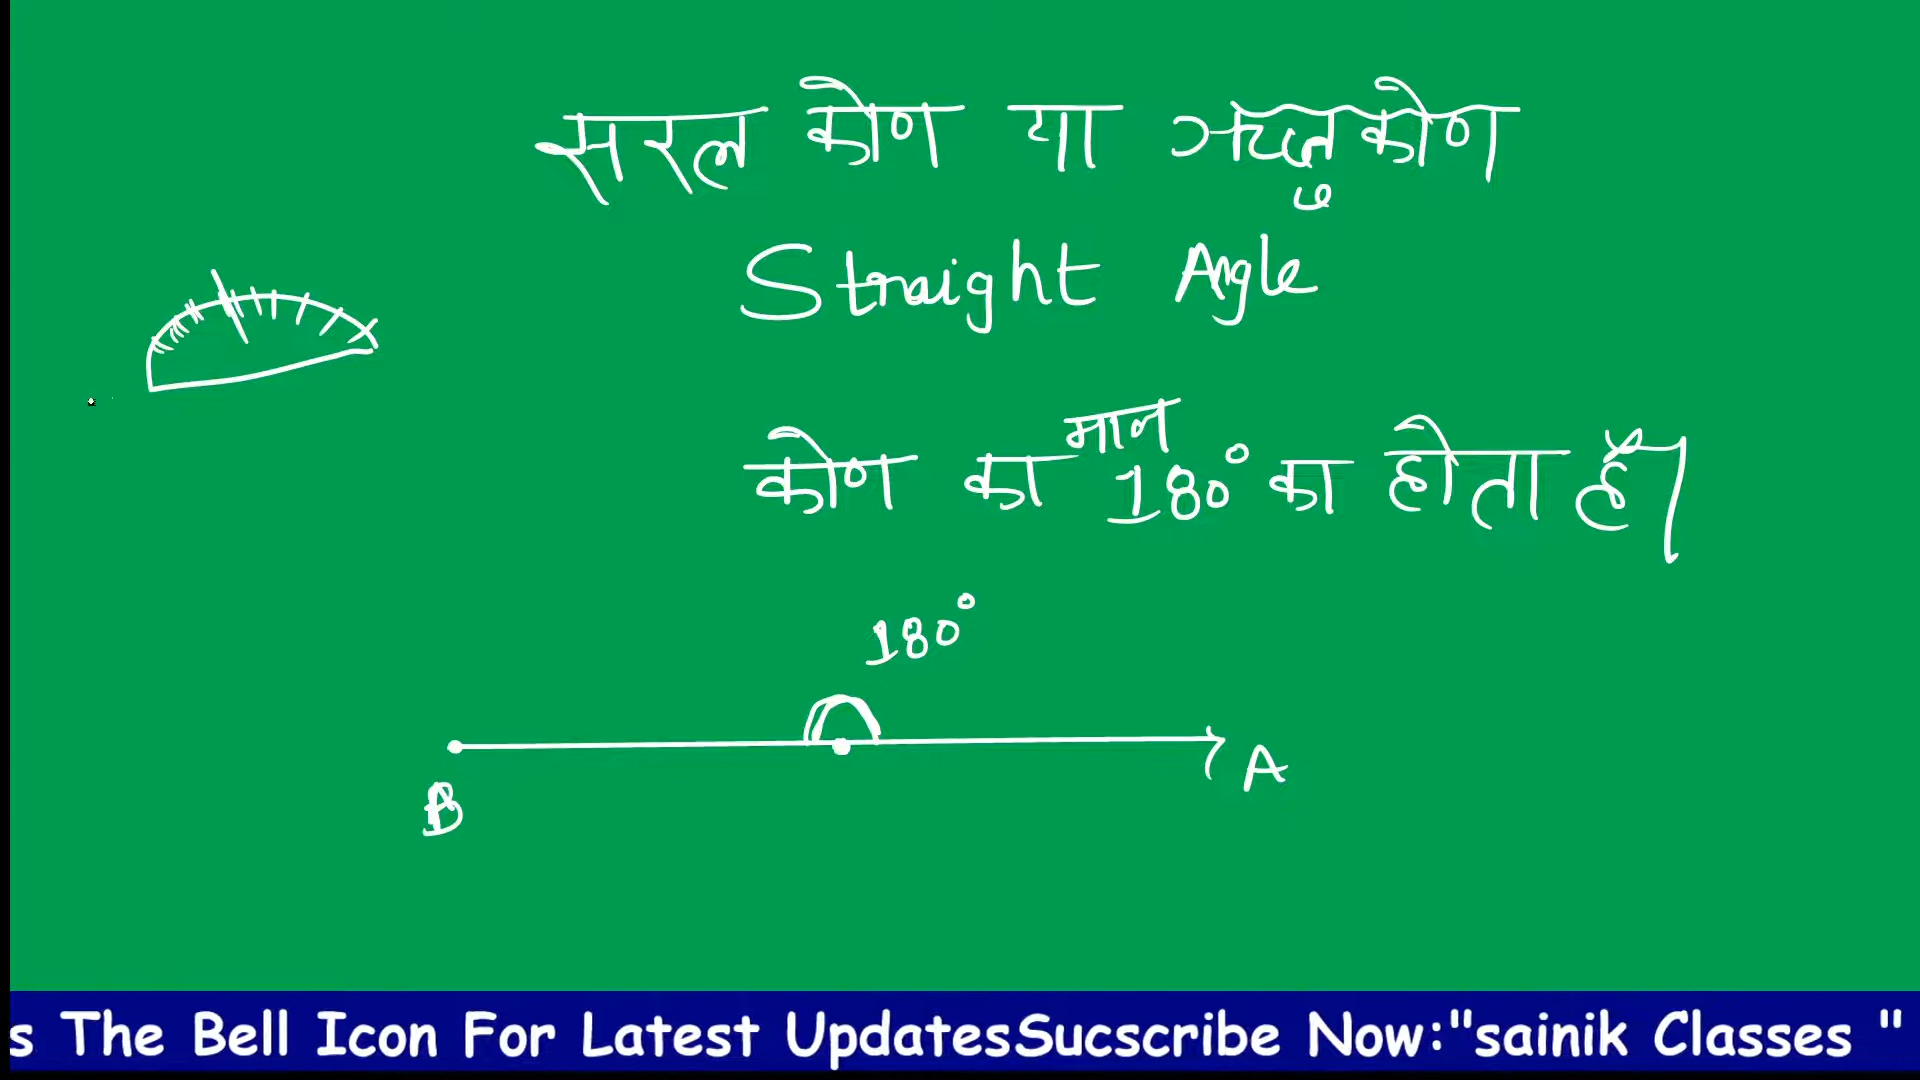 सरल कोण या ऋजुकोण
Straight Angle
कोण का मान 180° का होता है।
180°
B
A
s The Bell Icon For Latest UpdatesSucscribe Now:"sainik Classes "